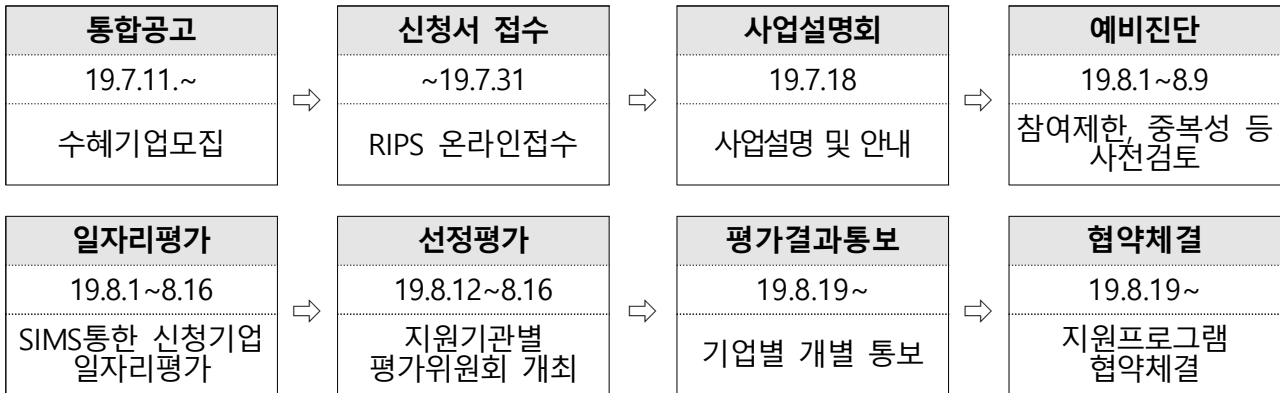 통합공고
19.7.11.~
수혜기업모집
⇨
신청서 접수
~19.7.31
RIPS 온라인접수
⇨
사업설명회
19.7.18
사업설명 및 안내
⇨
예비진단
19.8.1~8.9
참여제한, 중복성 등
사전검토
일자리평가
19.8.1~8.16
SIMS통한 신청기업
일자리평가
⇨
선정평가
19.8.12~8.16
지원기관별
평가위원회 개최
⇨
평가결과통보
19.8.19~
기업별 개별 통보
⇨
협약체결
19.8.19~
지원프로그램
협약체결